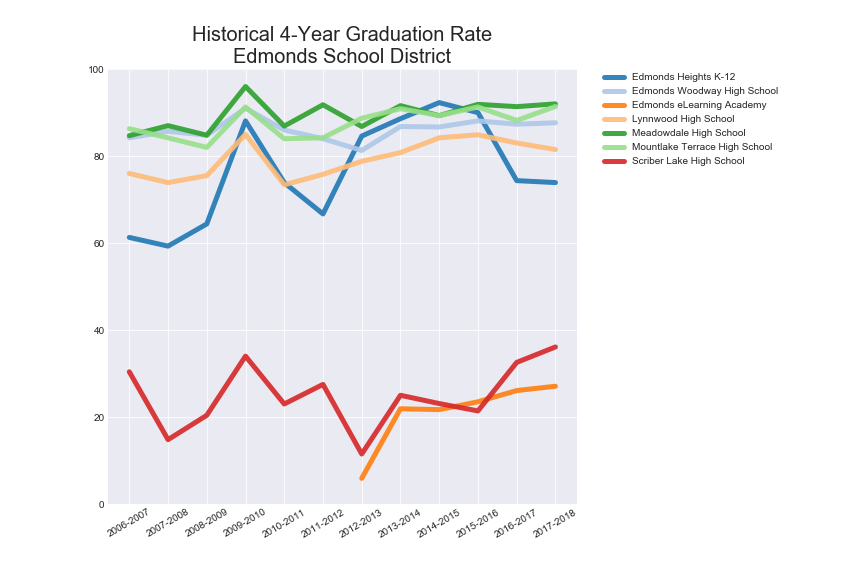 Historical 4-Year Graduation Rate
Edmonds School District
100
80
60
40
20
0
2006-2007
2007-2008
2008-2009
2009-2010
2010-2011
2011-2012
2012-2013
2013-2014
2014-2015
2015-2016
2016-2017
2017-2018
Edmonds Heights K-12
Edmonds Woodway High School
Edmonds eLearning Academy
Lynnwood High School
Meadowdale High School
Mountlake Terrace High School
Scriber Lake High School